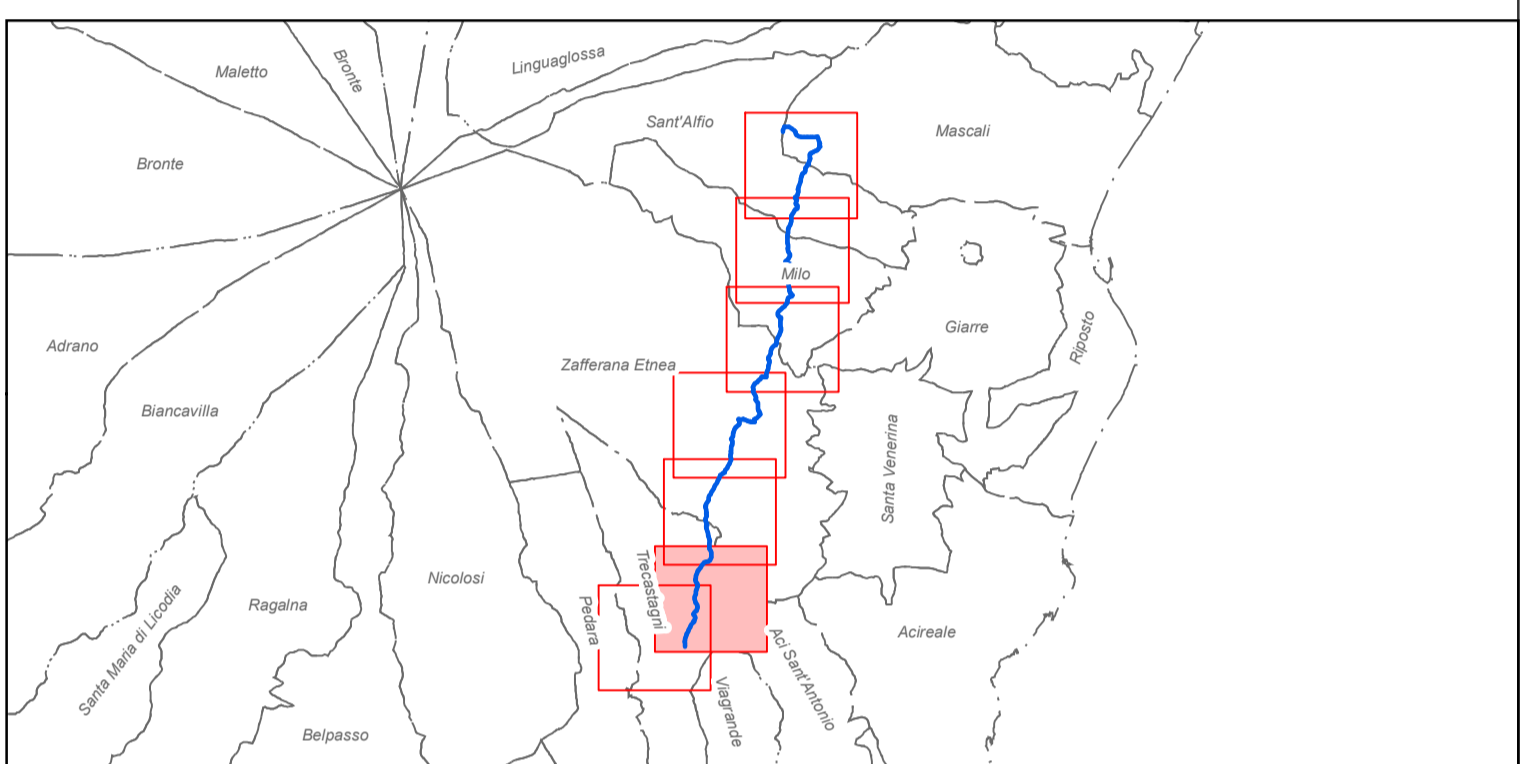 Linguaglossa
Bronte
Maletto
Sant'Alfio
Mascali
Bronte
Milo
Giarre
Riposto
Adrano
Zafferana Etnea
Biancavilla
Santa Venerina
Nicolosi
Trecastagni
Pedara
Ragalna
Santa Maria di Licodia
Acireale
Aci Sant'Antonio
Viagrande
Belpasso